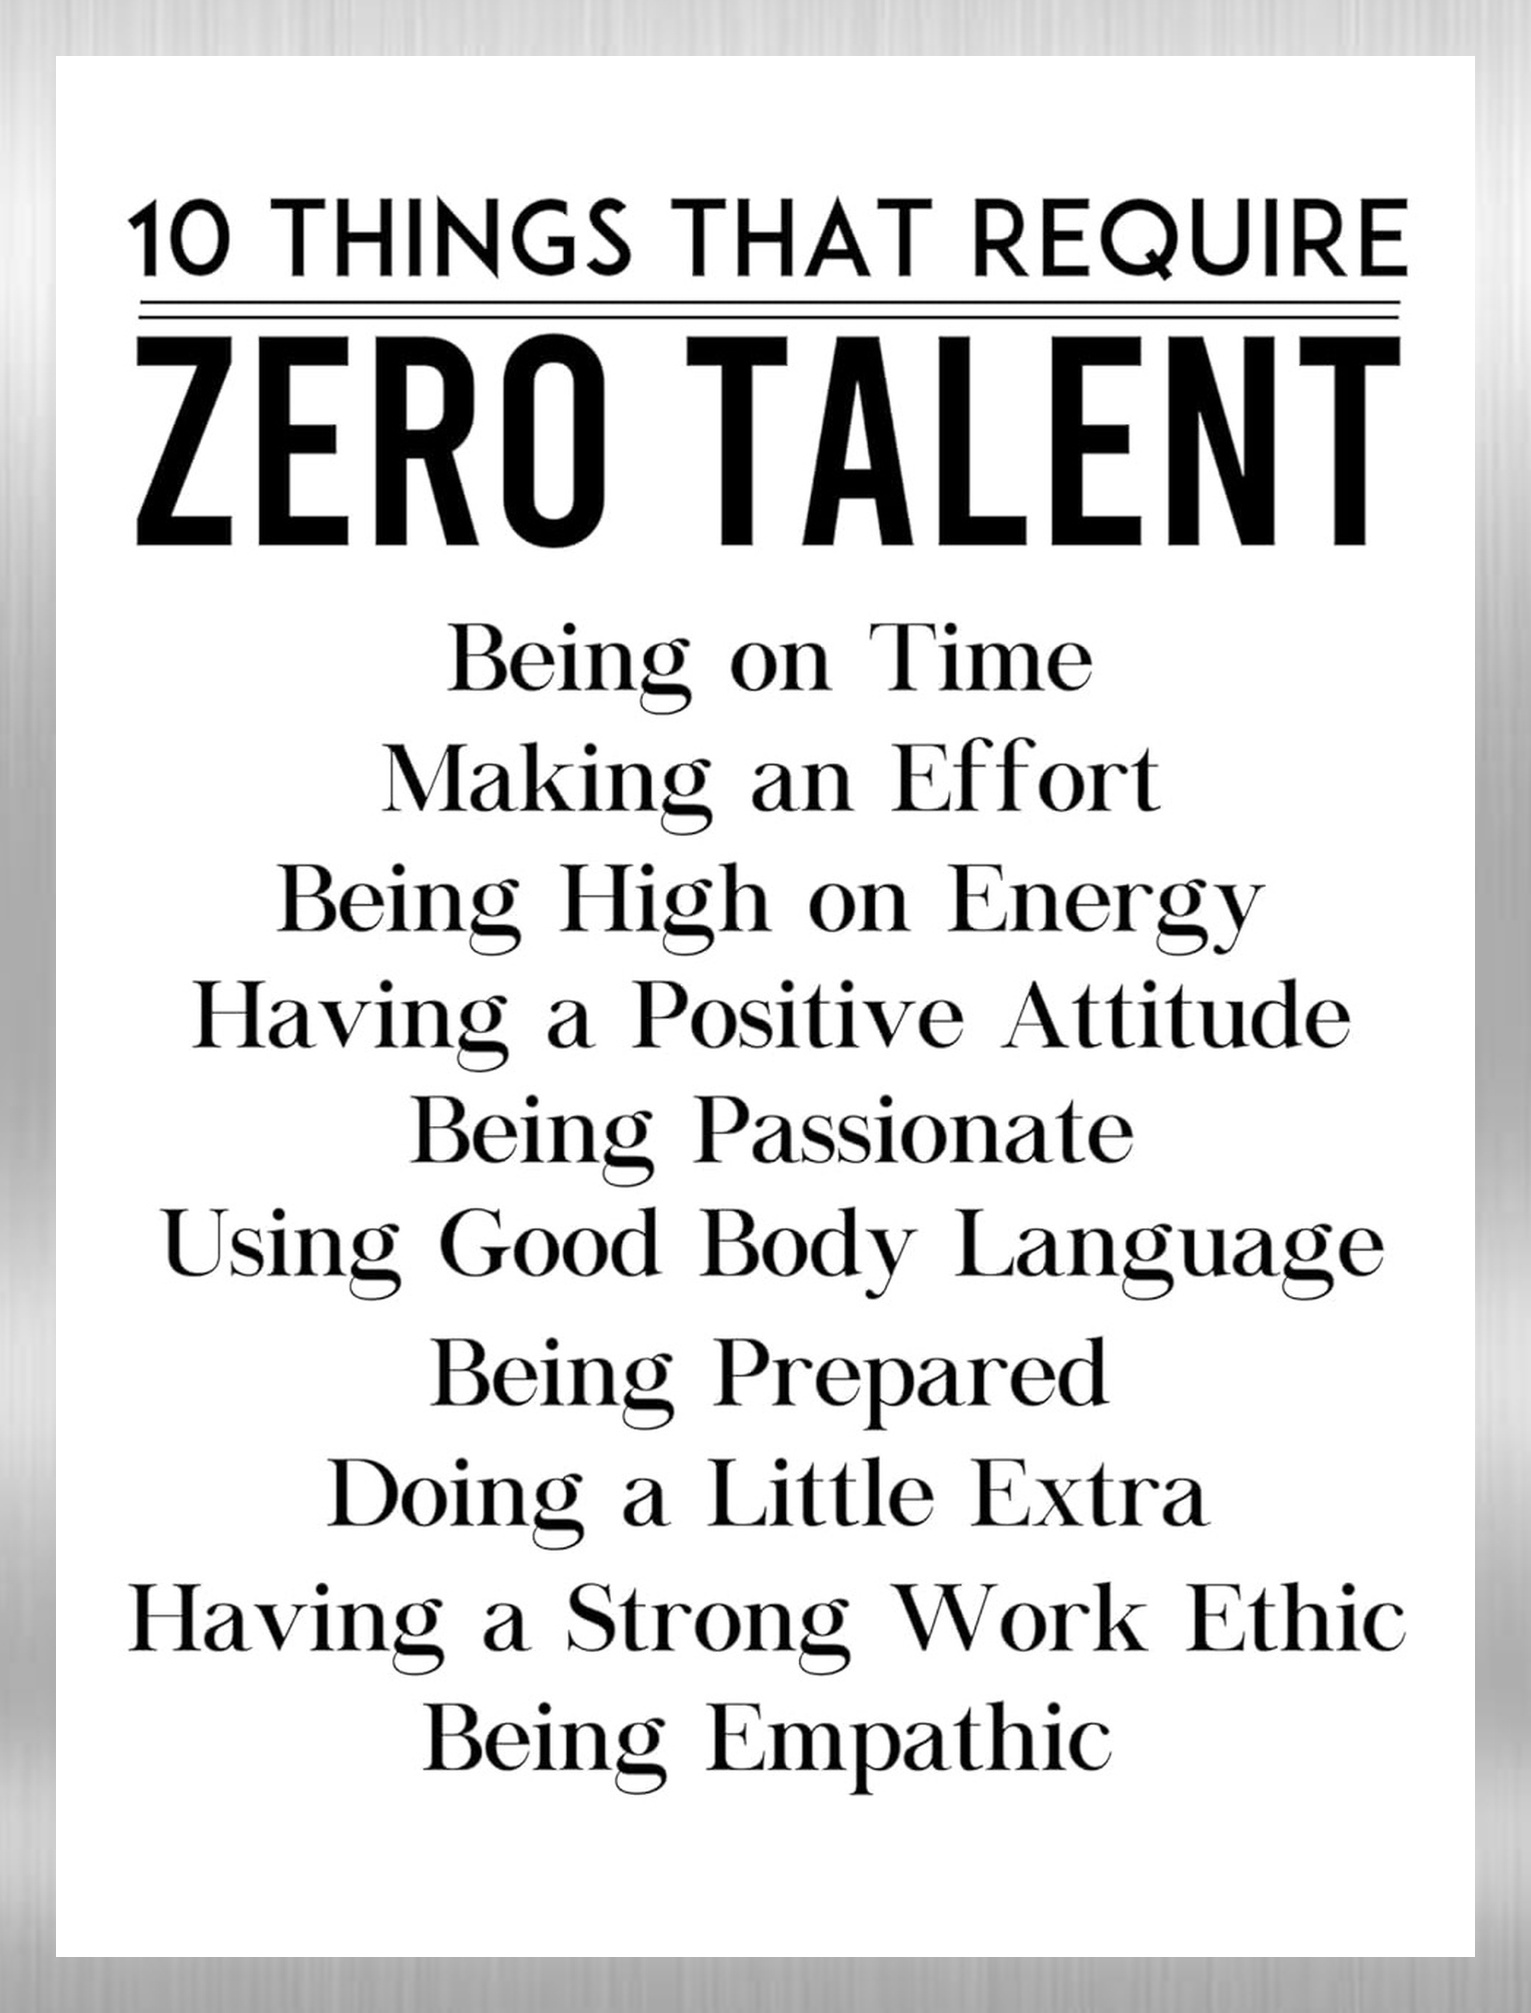 10 THINGS THAT REQUIRE
ZERO TALENT
Being on Time
Making an Effort
Being High on Energy
Having a Positive Attitude
Being Passionate
Using Good Body Language
Being Prepared
Doing a Little Extra
Having a Strong Work Ethic
Being Empathic